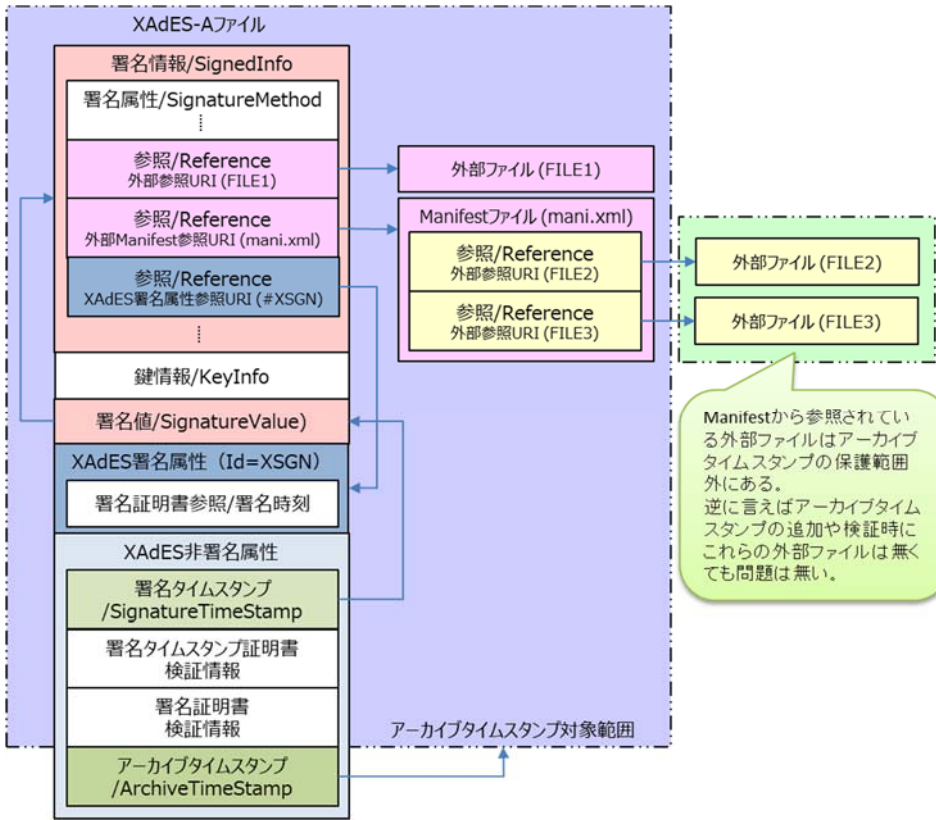 XAdES-Aファイル
署名情報/SignedInfo
署名属性/SignatureMethod
⋮
参照/Reference
外部参照URI (FILE1)
参照/Reference
外部Manifest参照URI (mani.xml)
参照/Reference
XAdES署名属性参照URI (#XSGN)
⋮
鍵情報/KeyInfo
署名値/SignatureValue)
XAdES署名属性（Id=XSGN）
署名証明書参照/署名時刻
XAdES非署名属性
署名タイムスタンプ
/SignatureTimeStamp
署名タイムスタンプ証明書
検証情報
署名証明書
検証情報
アーカイブタイムスタンプ
/ArchiveTimeStamp
外部ファイル (FILE1)
Manifestファイル (mani.xml)
参照/Reference
外部参照URI (FILE2)
参照/Reference
外部参照URI (FILE3)
アーカイブタイムスタンプ対象範囲
外部ファイル (FILE2)
外部ファイル (FILE3)
Manifestから参照されてい
る外部ファイルはアーカイブ
タイムスタンプの保護範囲
外にある。
逆に言えばアーカイブタイム
スタンプの追加や検証時に
これらの外部ファイルは無く
ても問題は無い。